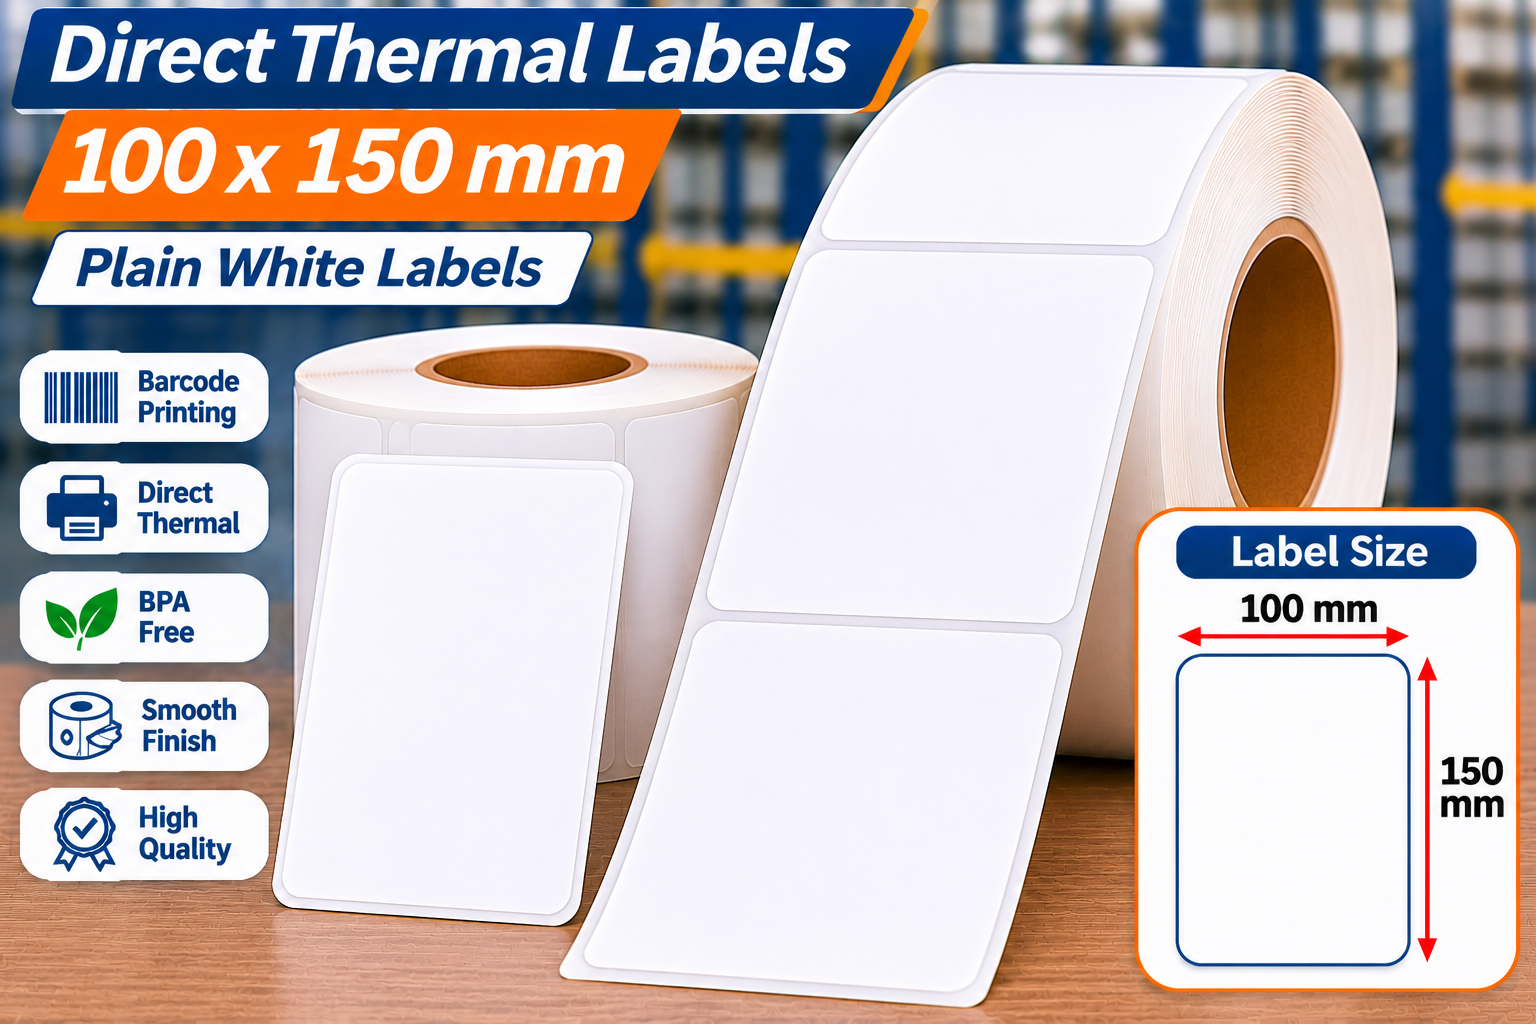 Direct Thermal Labels
100 x 150 mm
Plain White Labels
Barcode
Printing
Direct
Thermal
BPA
Free
Smooth
Finish
High
Quality
Label Size
100 mm
150
mm